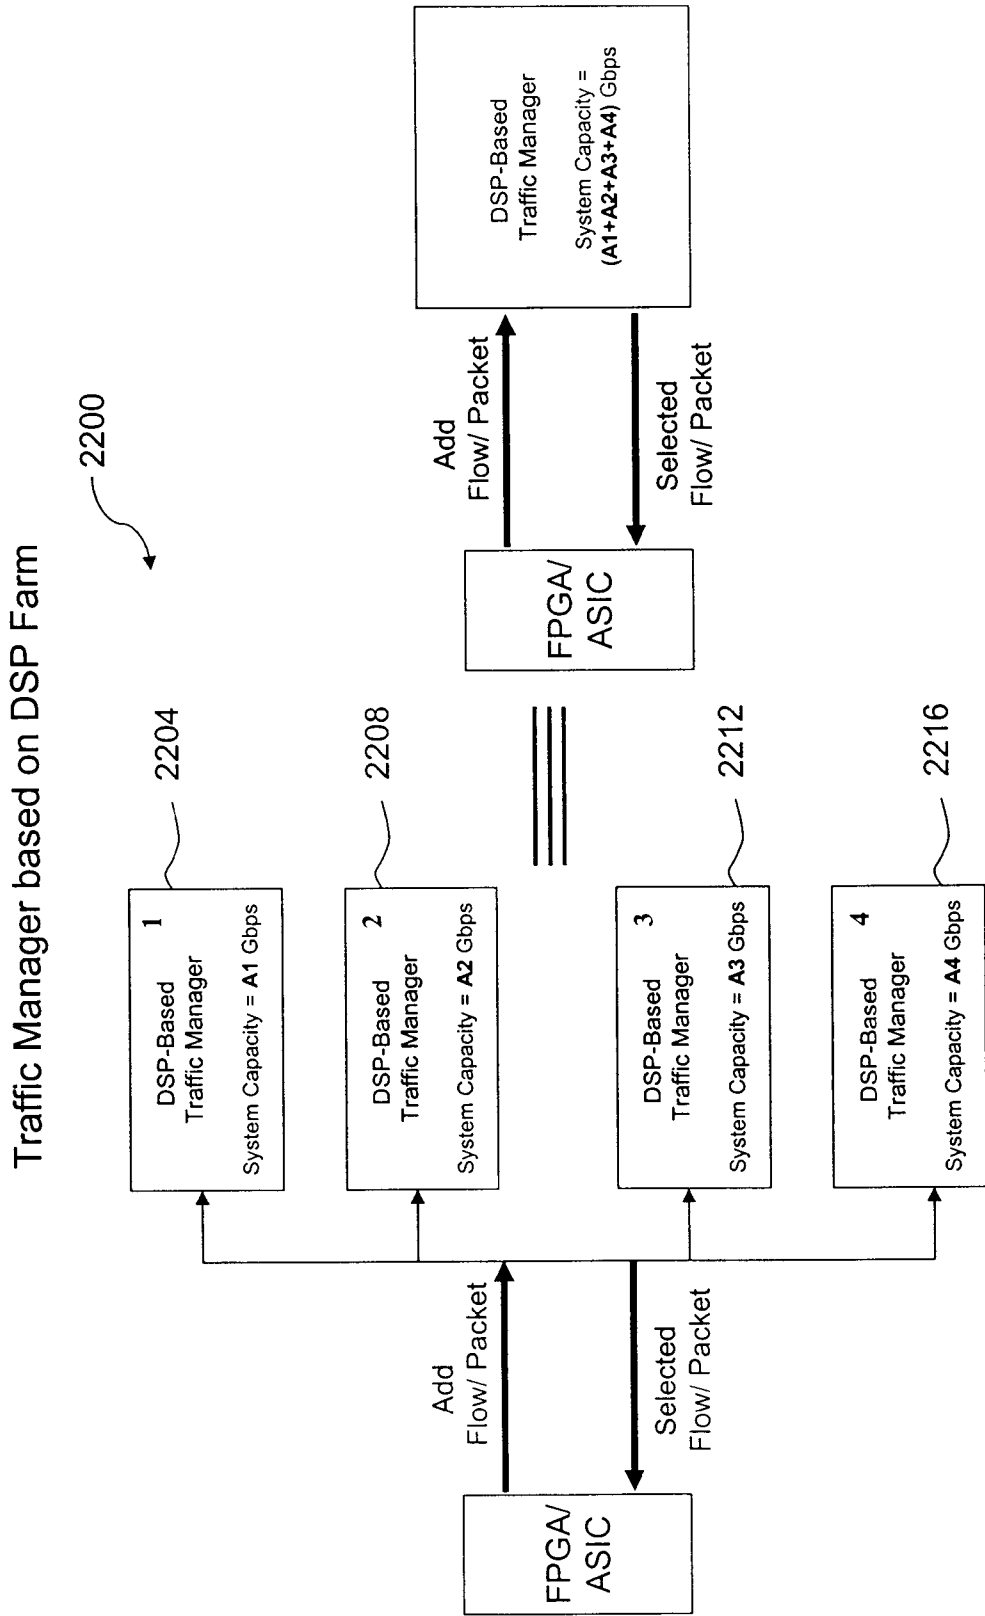 Traffic Manager based on DSP Farm
2200
FPGA/
ASIC
Add
Flow/ Packet
Selected
Flow/ Packet
DSP-Based
Traffic Manager
1
System Capacity = A1 Gbps
2204
DSP-Based
Traffic Manager
2
System Capacity = A2 Gbps
2208
DSP-Based
Traffic Manager
3
System Capacity = A3 Gbps
2212
DSP-Based
Traffic Manager
4
System Capacity = A4 Gbps
2216
FPGA/
ASIC
Add
Flow/ Packet
Selected
Flow/ Packet
DSP-Based
Traffic Manager
System Capacity =
(A1+A2+A3+A4) Gbps